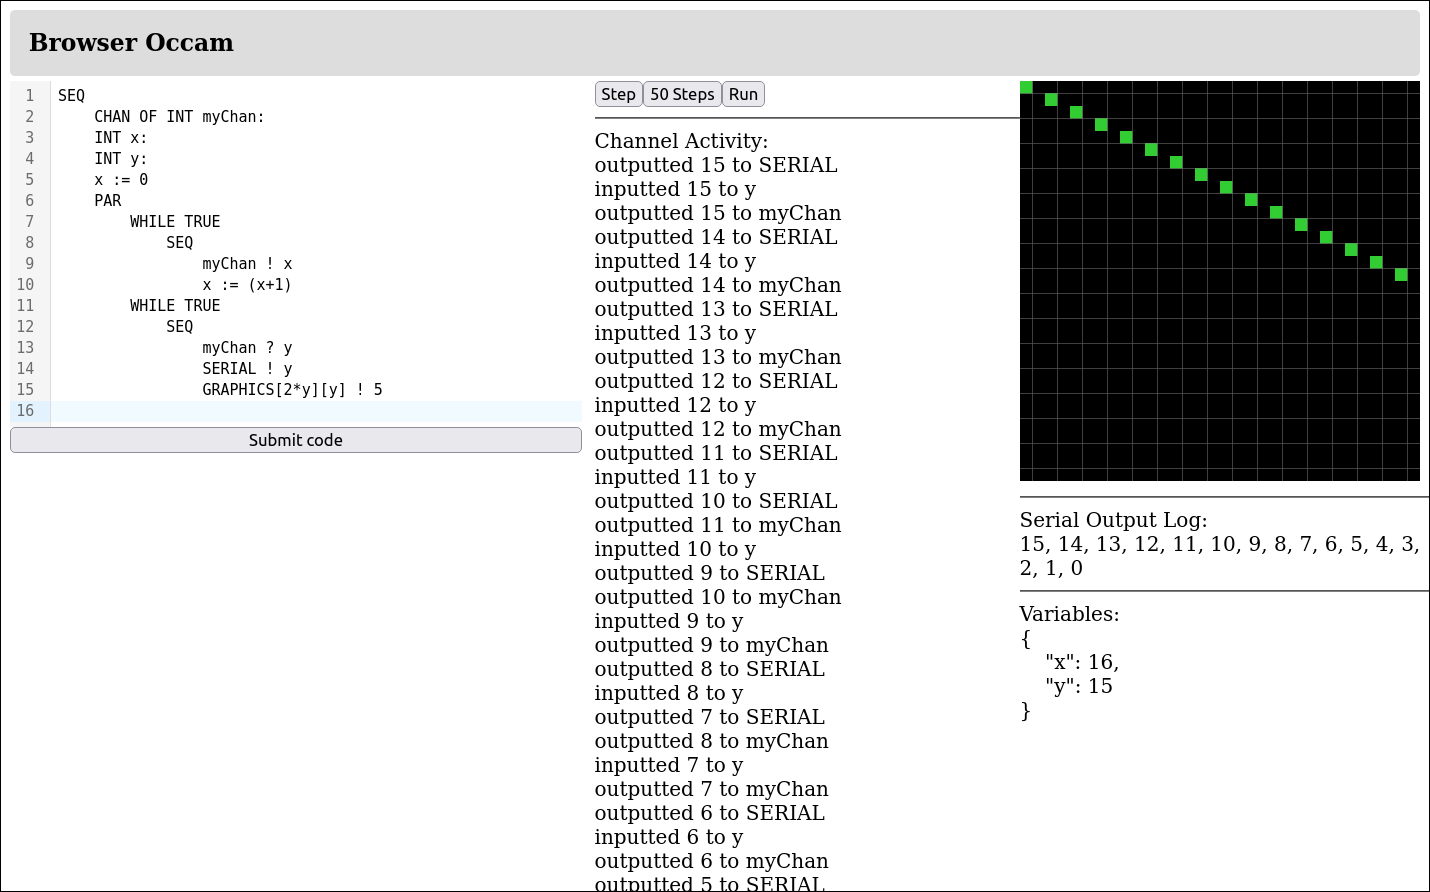 Browser Occam
1 SEQ
2     CHAN OF INT myChan:
3     INT x:
4     INT y:
5     x := 0
6     PAR
7         WHILE TRUE
8             SEQ
9                 myChan ! x
10                 x := (x+1)
11         WHILE TRUE
12             SEQ
13                 myChan ? y
14                 SERIAL ! y
15                 GRAPHICS[2*y][y] ! 5
16
Submit code
Step 50 Steps Run
Channel Activity:
outputted 15 to SERIAL
inputted 15 to y
outputted 15 to myChan
outputted 14 to SERIAL
inputted 14 to y
outputted 14 to myChan
outputted 13 to SERIAL
inputted 13 to y
outputted 13 to myChan
outputted 12 to SERIAL
inputted 12 to y
outputted 12 to myChan
outputted 11 to SERIAL
inputted 11 to y
outputted 10 to SERIAL
outputted 11 to myChan
inputted 10 to y
outputted 9 to SERIAL
outputted 10 to myChan
inputted 9 to y
outputted 9 to myChan
outputted 8 to SERIAL
inputted 8 to y
outputted 7 to SERIAL
outputted 8 to myChan
inputted 7 to y
outputted 7 to myChan
outputted 6 to SERIAL
inputted 6 to y
outputted 6 to myChan
outputted 5 to SERIAL
Serial Output Log:
15, 14, 13, 12, 11, 10, 9, 8, 7, 6, 5, 4, 3,
2, 1, 0
Variables:
{
"x": 16,
"y": 15
}